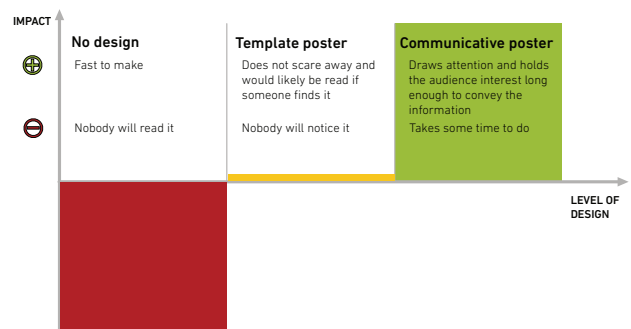 IMPACT
No design
Fast to make
Nobody will read it
Template poster
Does not scare away and
would likely be read if
someone finds it
Nobody will notice it
Communicative poster
Draws attention and holds
the audience interest long
enough to convey the
information
Takes some time to do
LEVEL OF
DESIGN